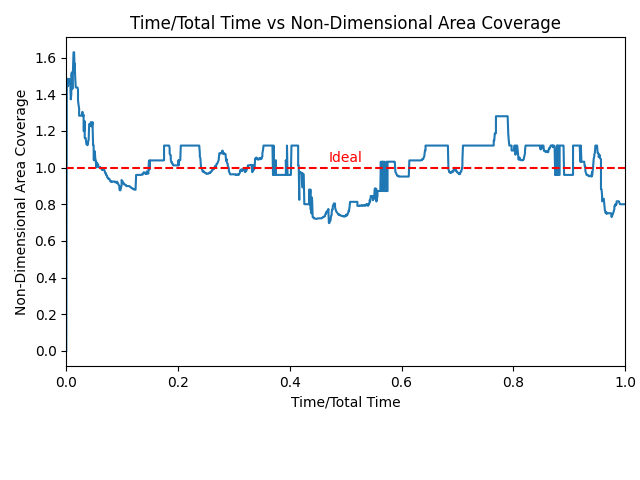 Time/Total Time vs Non-Dimensional Area Coverage
Non-Dimensional Area Coverage
1.6
1.4
1.2
1.0
0.8
0.6
0.4
0.2
0.0
Ideal
0.0 0.2 0.4 0.6 0.8 1.0
Time/Total Time